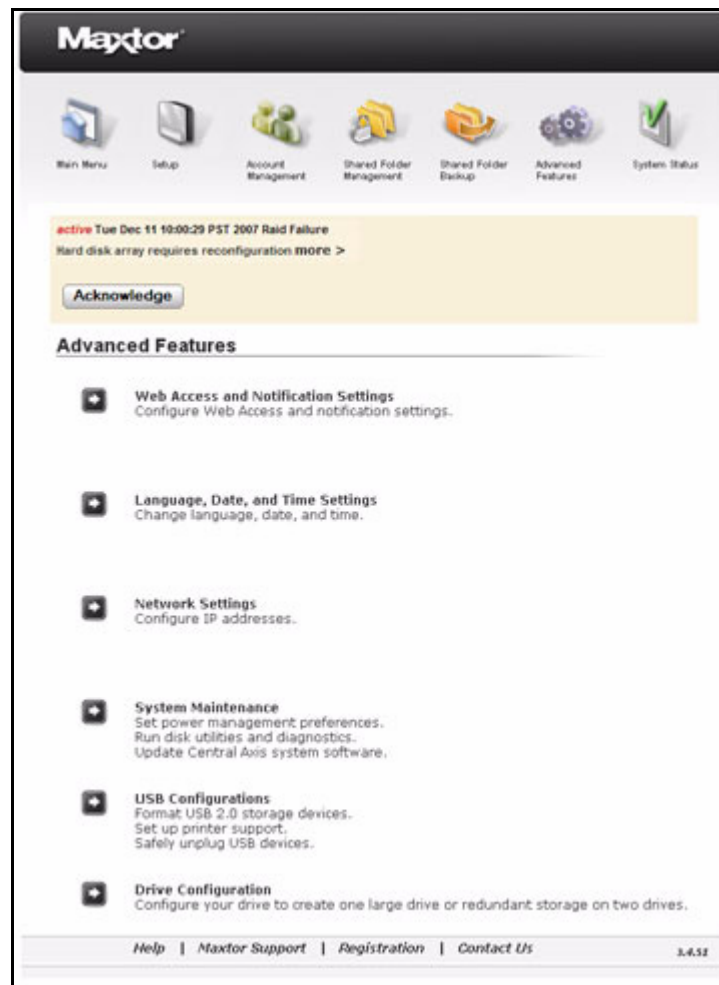 Maxtor
Main Menu
Setup
Account Management
Shared Folder Management
Shared Folder Backup
Advanced Features
System Status
active Tue Dec 11 10:00:29 PST 2007 Raid Failure
Hard disk array requires reconfiguration more >
Acknowledge
Advanced Features
Web Access and Notification Settings
Configure Web Access and notification settings.
Language, Date, and Time Settings
Change language, date, and time.
Network Settings
Configure IP addresses.
System Maintenance
Set power management preferences.
Run disk utilities and diagnostics.
Update Central Axis system software.
USB Configurations
Format USB 2.0 storage devices.
Set up printer support.
Safely unplug USB devices.
Drive Configuration
Configure your drive to create one large drive or redundant storage on two drives.
Help | Maxtor Support | Registration | Contact Us
3.4.51